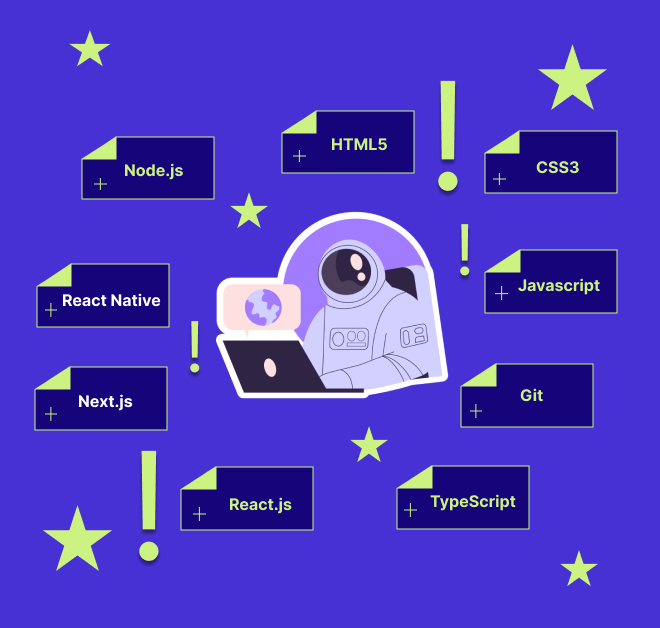 HTML5
Node.js
CSS3
Javascript
React Native
Next.js
Git
React.js
TypeScript